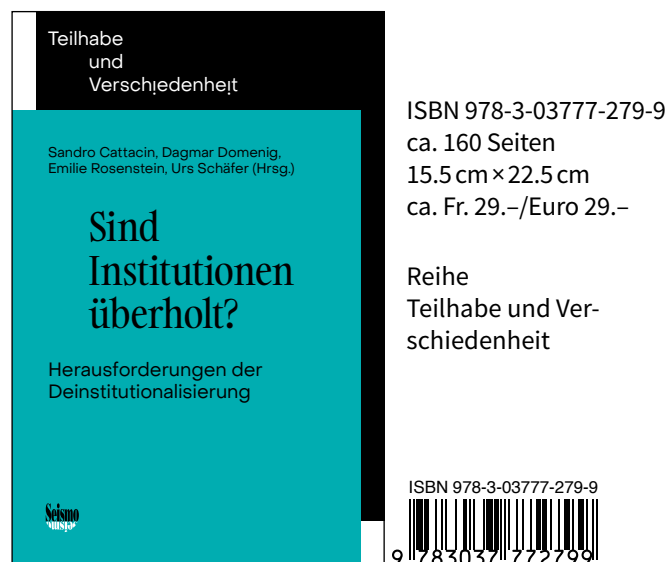 Teilhabe
und
Verschiedenheit
Sandro Cattacin, Dagmar Domenig,
Emilie Rosenstein, Urs Schäfer (Hrsg.)
Sind
Institutionen
überholt?
Herausforderungen der
Deinstitutionalisierung
Seismo
ISBN 978-3-03777-279-9
ca. 160 Seiten
15.5 cm × 22.5 cm
ca. Fr. 29.–/Euro 29.–
Reihe
Teilhabe und Ver-
schiedenheit
ISBN 978-3-03777-279-9
9 783037 772799